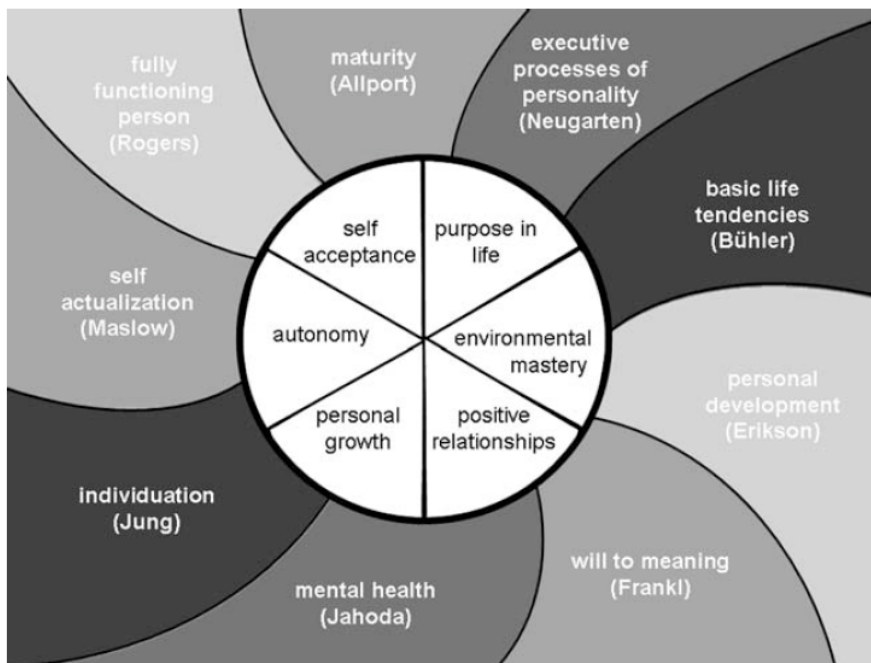 fully
functioning
person
(Rogers)
maturity
(Allport)
executive
processes of
personality
(Neugarten)
basic life
tendencies
(Bühler)
personal
development
(Erikson)
will to meaning
(Frankl)
mental health
(Jahoda)
individuation
(Jung)
self
actualization
(Maslow)
self
acceptance
purpose in
life
environmental
mastery
positive
relationships
personal
growth
autonomy